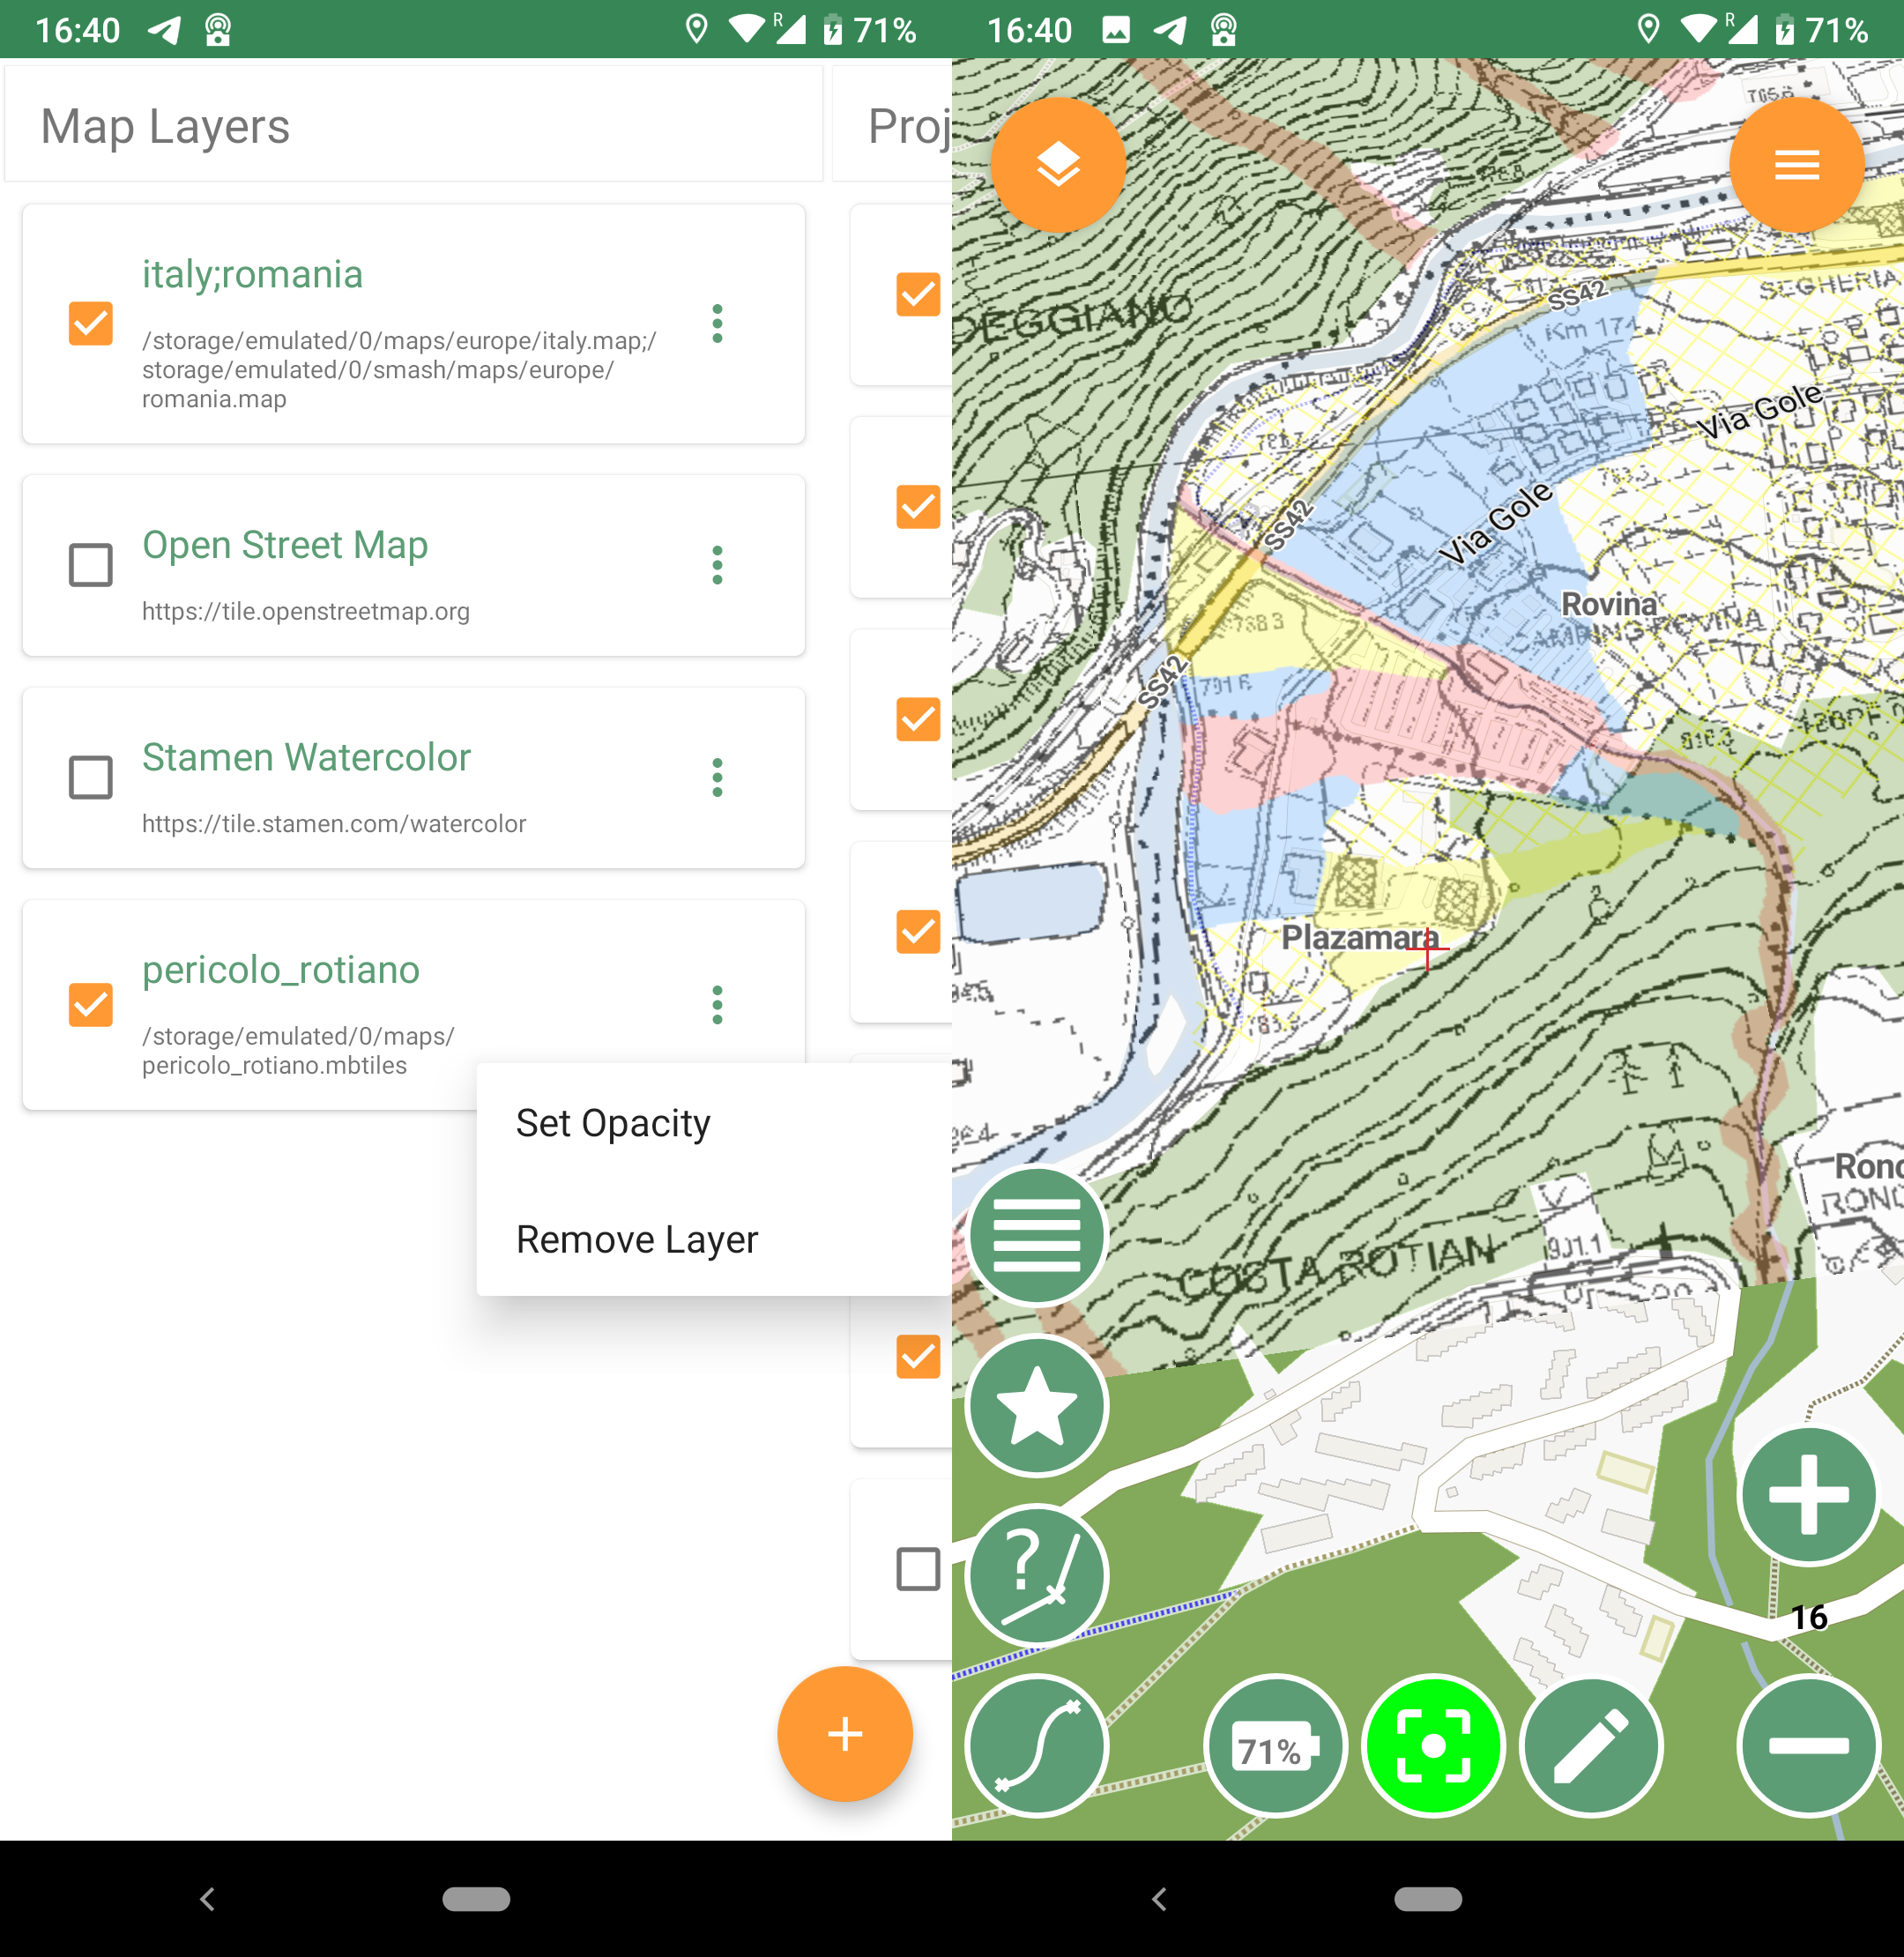 16:40
71%
Map Layers
Proj
italy;romania
/storage/emulated/0/maps/europe/italy.map;/
storage/emulated/0/smash/maps/europe/
romania.map
Open Street Map
https://tile.openstreetmap.org
Stamen Watercolor
https://tile.stamen.com/watercolor
pericolo_rotiano
/storage/emulated/0/maps/
pericolo_rotiano.mbtiles
Set Opacity
Remove Layer
16:40
R
71%
R
SS42
SEGHERIA
DEGGIANO
Km 174
Via Gole
Via Gole
SS42
Rovina
CAMPING ROVINA
SS42
Plazamara
Ronc
COSTA ROTIAN
901.1
16
71%